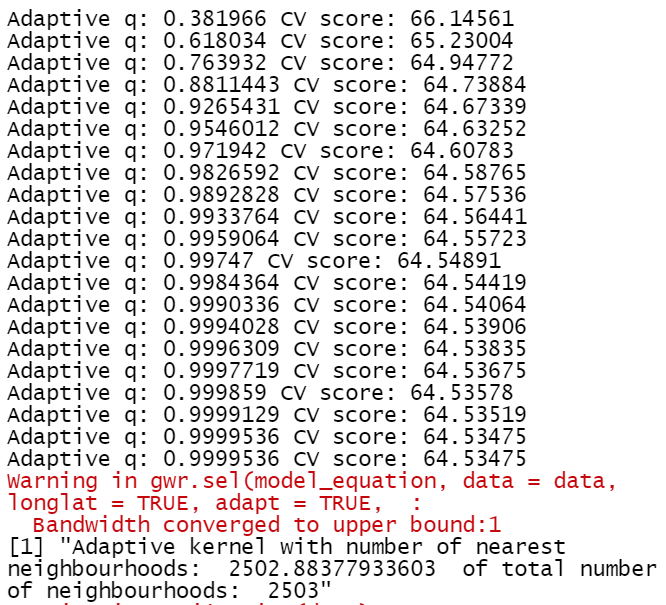 Adaptive q: 0.381966 CV score: 66.14561
Adaptive q: 0.618034 CV score: 65.23004
Adaptive q: 0.763932 CV score: 64.94772
Adaptive q: 0.8811443 CV score: 64.73884
Adaptive q: 0.9265431 CV score: 64.67339
Adaptive q: 0.9546012 CV score: 64.63252
Adaptive q: 0.971942 CV score: 64.60783
Adaptive q: 0.9826592 CV score: 64.58765
Adaptive q: 0.9892828 CV score: 64.57536
Adaptive q: 0.9933764 CV score: 64.56441
Adaptive q: 0.9959064 CV score: 64.55723
Adaptive q: 0.99747 CV score: 64.54891
Adaptive q: 0.9984364 CV score: 64.54419
Adaptive q: 0.9990336 CV score: 64.54064
Adaptive q: 0.9994028 CV score: 64.53906
Adaptive q: 0.9996309 CV score: 64.53835
Adaptive q: 0.9997719 CV score: 64.53675
Adaptive q: 0.999859 CV score: 64.53578
Adaptive q: 0.9999129 CV score: 64.53519
Adaptive q: 0.9999536 CV score: 64.53475
Adaptive q: 0.9999536 CV score: 64.53475
Warning in gwr.sel(model_equation, data = data,
longlat = TRUE, adapt = TRUE,  :
  Bandwidth converged to upper bound:1
[1] "Adaptive kernel with number of nearest
neighbourhoods:  2502.88377933603  of total number
of neighbourhoods:  2503"